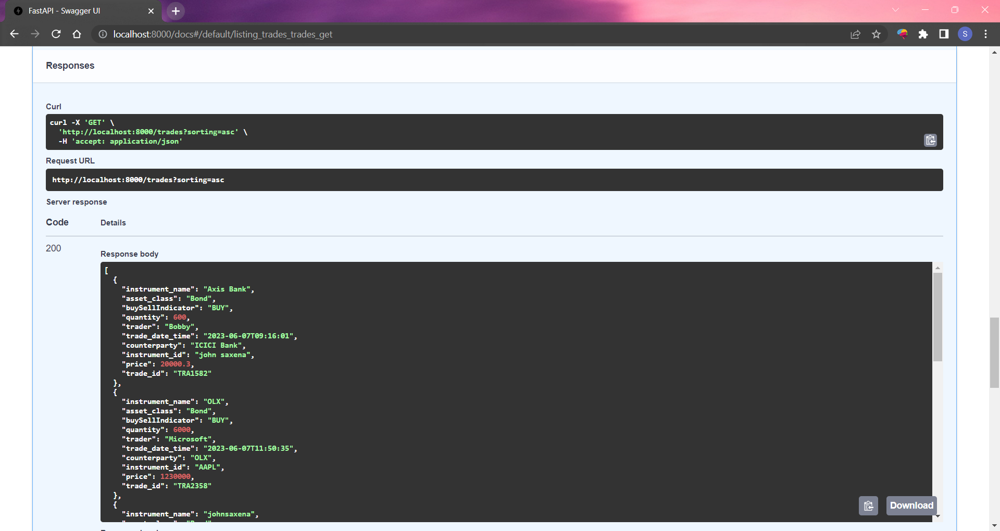 FastAPI - Swagger UI
localhost:8000/docs#/default/listing_trades_trades_get
S
Responses
Curl
curl -X 'GET' \
  'http://localhost:8000/trades?sorting=asc' \
  -H 'accept: application/json'
Request URL
http://localhost:8000/trades?sorting=asc
Server response
Code Details
200
Response body
[
  {
    "instrument_name": "Axis Bank",
    "asset_class": "Bond",
    "buySellIndicator": "BUY",
    "quantity": 600,
    "trader": "Bobby",
    "trade_date_time": "2023-06-07T09:16:01",
    "counterparty": "ICICI Bank",
    "instrument_id": "john saxena",
    "price": 20000.3,
    "trade_id": "TRA1582"
  },
  {
    "instrument_name": "OLX",
    "asset_class": "Bond",
    "buySellIndicator": "BUY",
    "quantity": 6000,
    "trader": "Microsoft",
    "trade_date_time": "2023-06-07T11:50:35",
    "counterparty": "OLX",
    "instrument_id": "AAPL",
    "price": 1230000,
    "trade_id": "TRA2358"
  },
  {
    "instrument_name": "johnsaxena",
Download